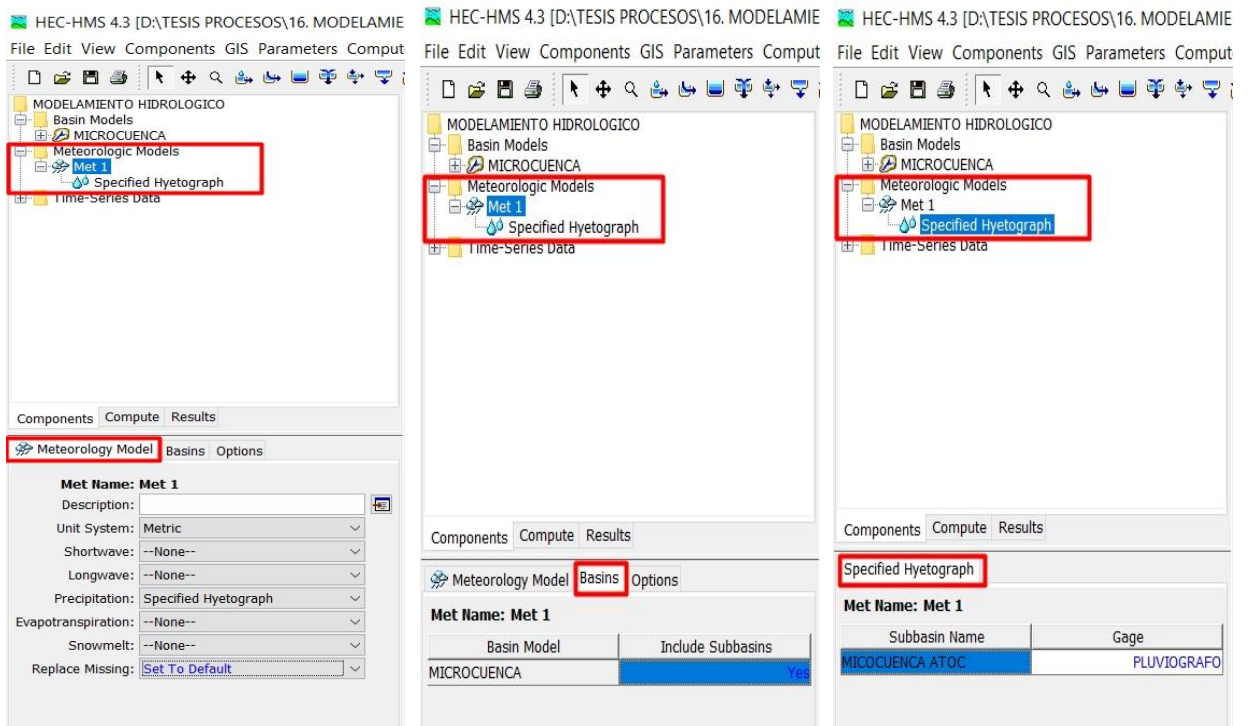 HEC-HMS 4.3 [D:\TESIS PROCESOS\16. MODELAMIE
File Edit View Components GIS Parameters Comput
MODELAMIENTO HIDROLOGICO
Basin Models
MICROCUENCA
Meteorologic Models
Met 1
Specified Hyetograph
Time-Series Data
Components Compute Results
Meteorology Model Basins Options
Met Name: Met 1
Description:
Unit System: Metric
Shortwave: --None--
Longwave: --None--
Precipitation: Specified Hyetograph
Evapotranspiration: --None--
Snowmelt: --None--
Replace Missing: Set To Default
HEC-HMS 4.3 [D:\TESIS PROCESOS\16. MODELAMIE
File Edit View Components GIS Parameters Comput
MODELAMIENTO HIDROLOGICO
Basin Models
MICROCUENCA
Meteorologic Models
Met 1
Specified Hyetograph
Time-Series Data
Components Compute Results
Meteorology Model Basins Options
Met Name: Met 1
Basin Model Include Subbasins
MICROCUENCA Yes
HEC-HMS 4.3 [D:\TESIS PROCESOS\16. MODELAMIE
File Edit View Components GIS Parameters Compute
MODELAMIENTO HIDROLOGICO
Basin Models
MICROCUENCA
Meteorologic Models
Met 1
Specified Hyetograph
Time-Series Data
Components Compute Results
Specified Hyetograph
Met Name: Met 1
Subbasin Name Gage
MICOCUENCA ATOC PLUVIOGRAFO